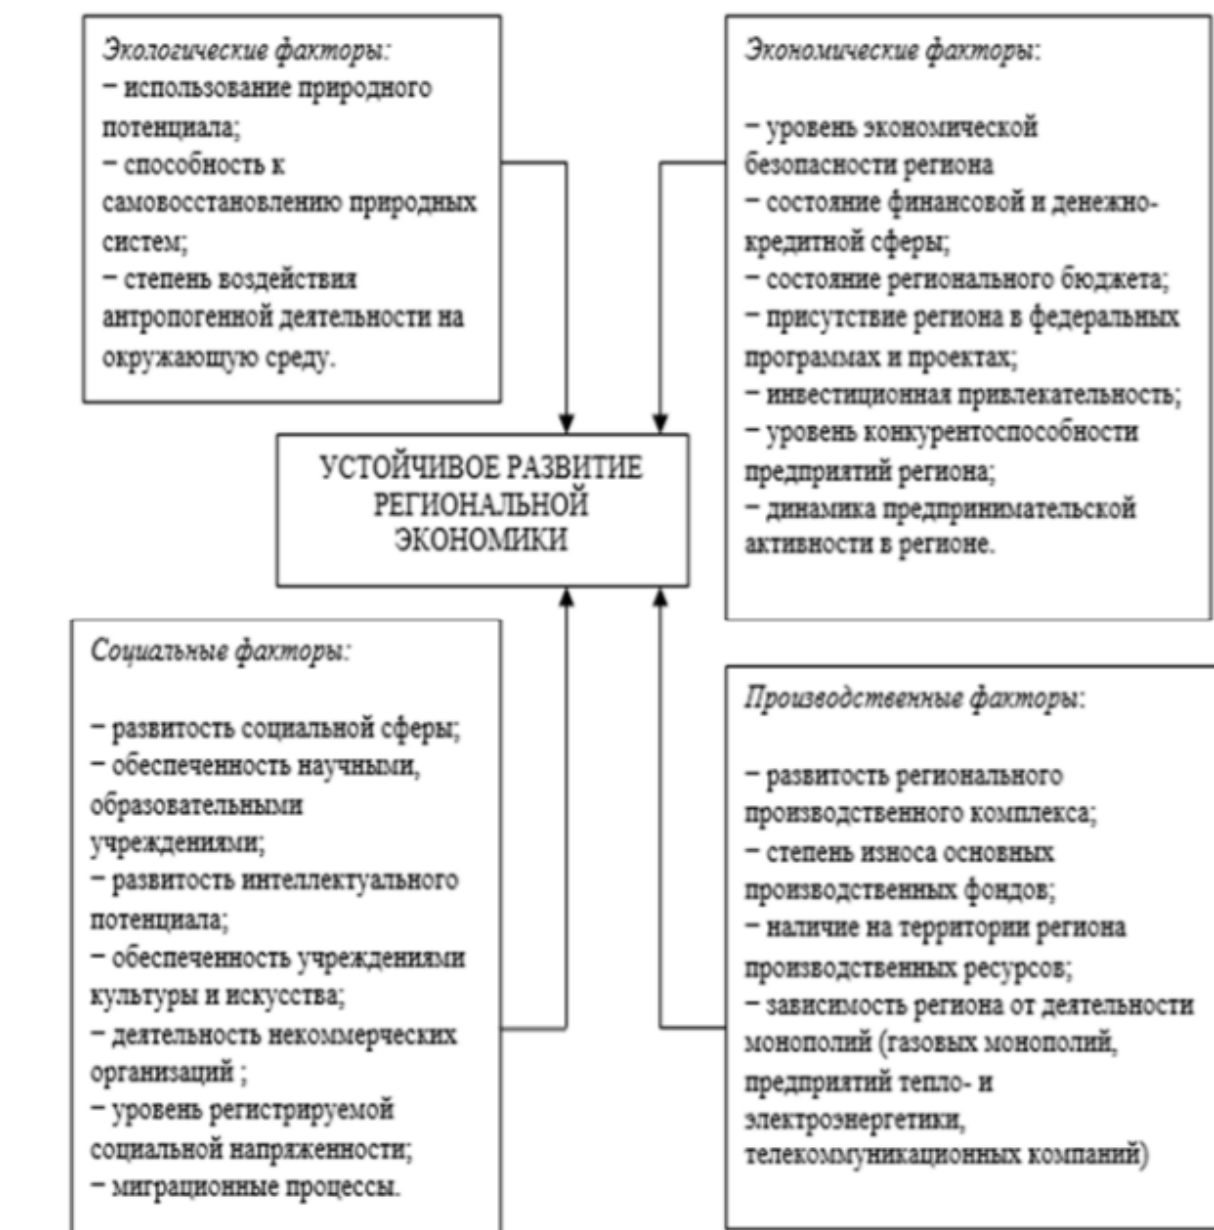 Экологические факторы:
− использование природного
потенциала;
− способность к
самовосстановлению природных
систем;
− степень воздействия
антропогенной деятельности на
окружающую среду.
Экономические факторы:
− уровень экономической
безопасности региона
− состояние финансовой и денежно-
кредитной сферы;
− состояние регионального бюджета;
− присутствие региона в федеральных
программах и проектах;
− инвестиционная привлекательность;
− уровень конкурентоспособности
предприятий региона;
− динамика предпринимательской
активности в регионе.
УСТОЙЧИВОЕ РАЗВИТИЕ
РЕГИОНАЛЬНОЙ
ЭКОНОМИКИ
Социальные факторы:
− развитость социальной сферы;
− обеспеченность научными,
образовательными
учреждениями;
− развитость интеллектуального
потенциала;
− обеспеченность учреждениями
культуры и искусства;
− деятельность некоммерческих
организаций ;
− уровень регистрируемой
социальной напряженности;
− миграционные процессы.
Производственные факторы:
− развитость регионального
производственного комплекса;
− степень износа основных
производственных фондов;
− наличие на территории региона
производственных ресурсов;
− зависимость региона от деятельности
монополий (газовых монополий,
предприятий тепло- и
электроэнергетики,
телекоммуникационных компаний)